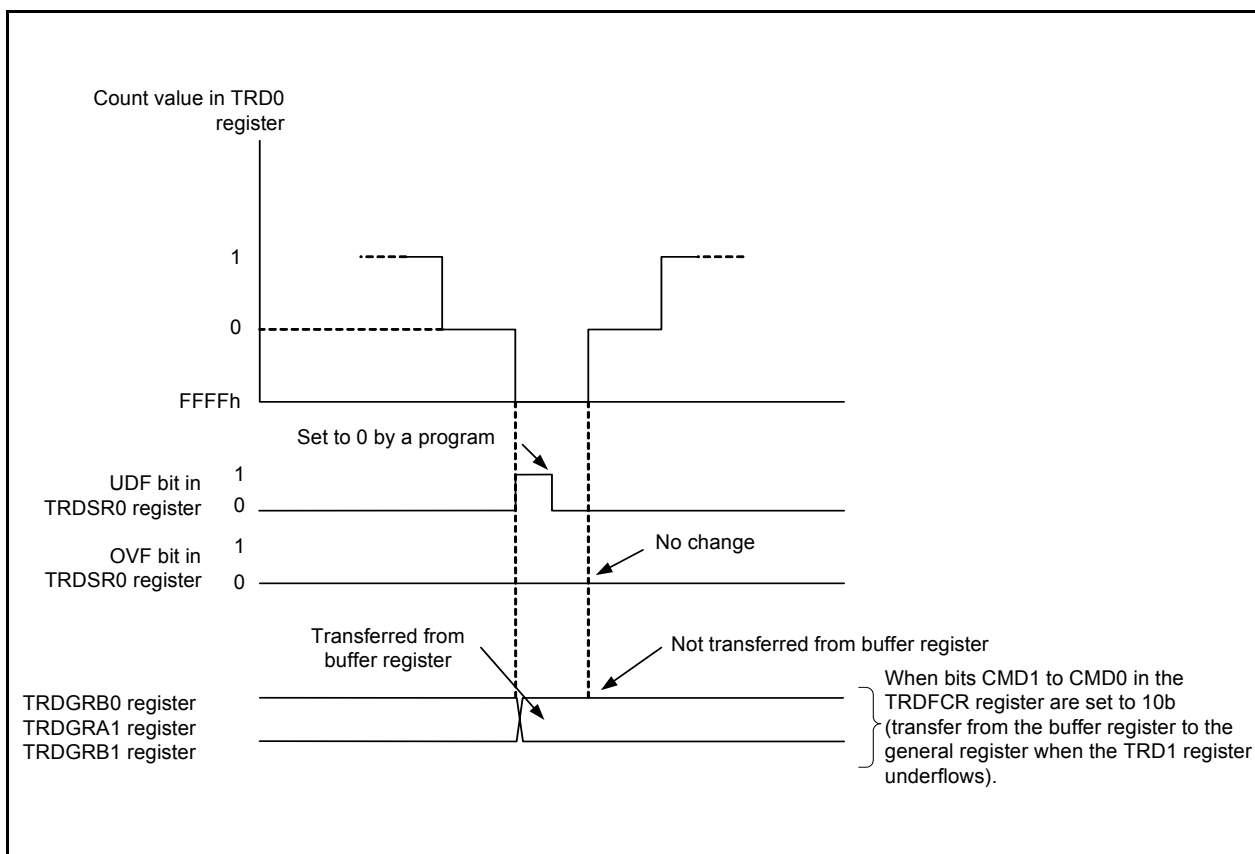 Count value in TRD0
register
1
0
FFFFh
Set to 0 by a program
UDF bit in
TRDSR0 register
1
0
OVF bit in
TRDSR0 register
1
0
No change
Transferred from
buffer register
Not transferred from buffer register
TRDGRB0 register
TRDGRA1 register
TRDGRB1 register
When bits CMD1 to CMD0 in the
TRDFCR register are set to 10b
(transfer from the buffer register to the
general register when the TRD1 register
underflows).